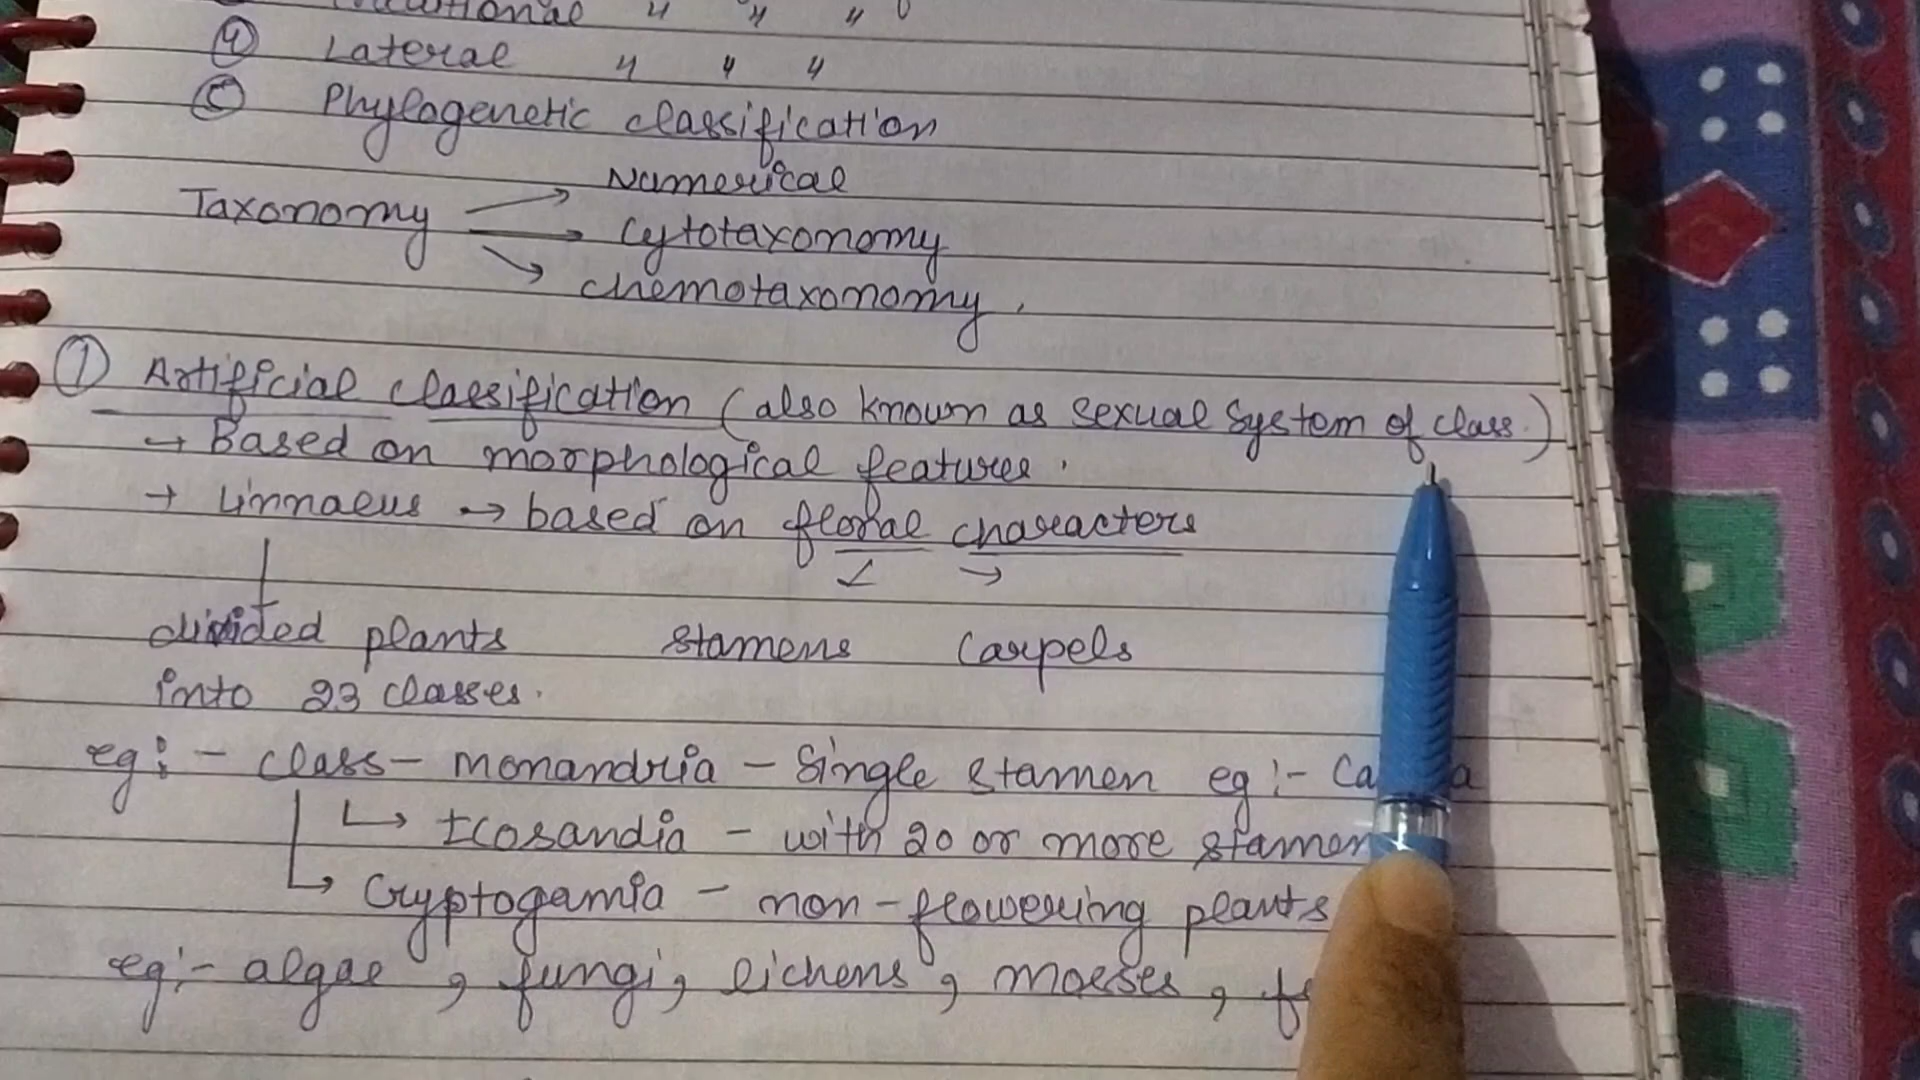 ④ Lateral " " "
Ⓒ Phylogenetic classification
Taxonomy → Numerical
→ Cytotaxonomy
→ chemotaxonomy.
① Artificial classification (also known as sexual system of class.)
→ Based on morphological features.
→ Linnaeus → based on floral characters
divided plants stamens Carpels
into 23 classes.
eg:- class- monandria - Single stamen eg:-
↳ Icosandia - with 20 or more stamen
↳ Cryptogamia - non-flowering plants
eg:- algae, fungi, lichens, mosses,